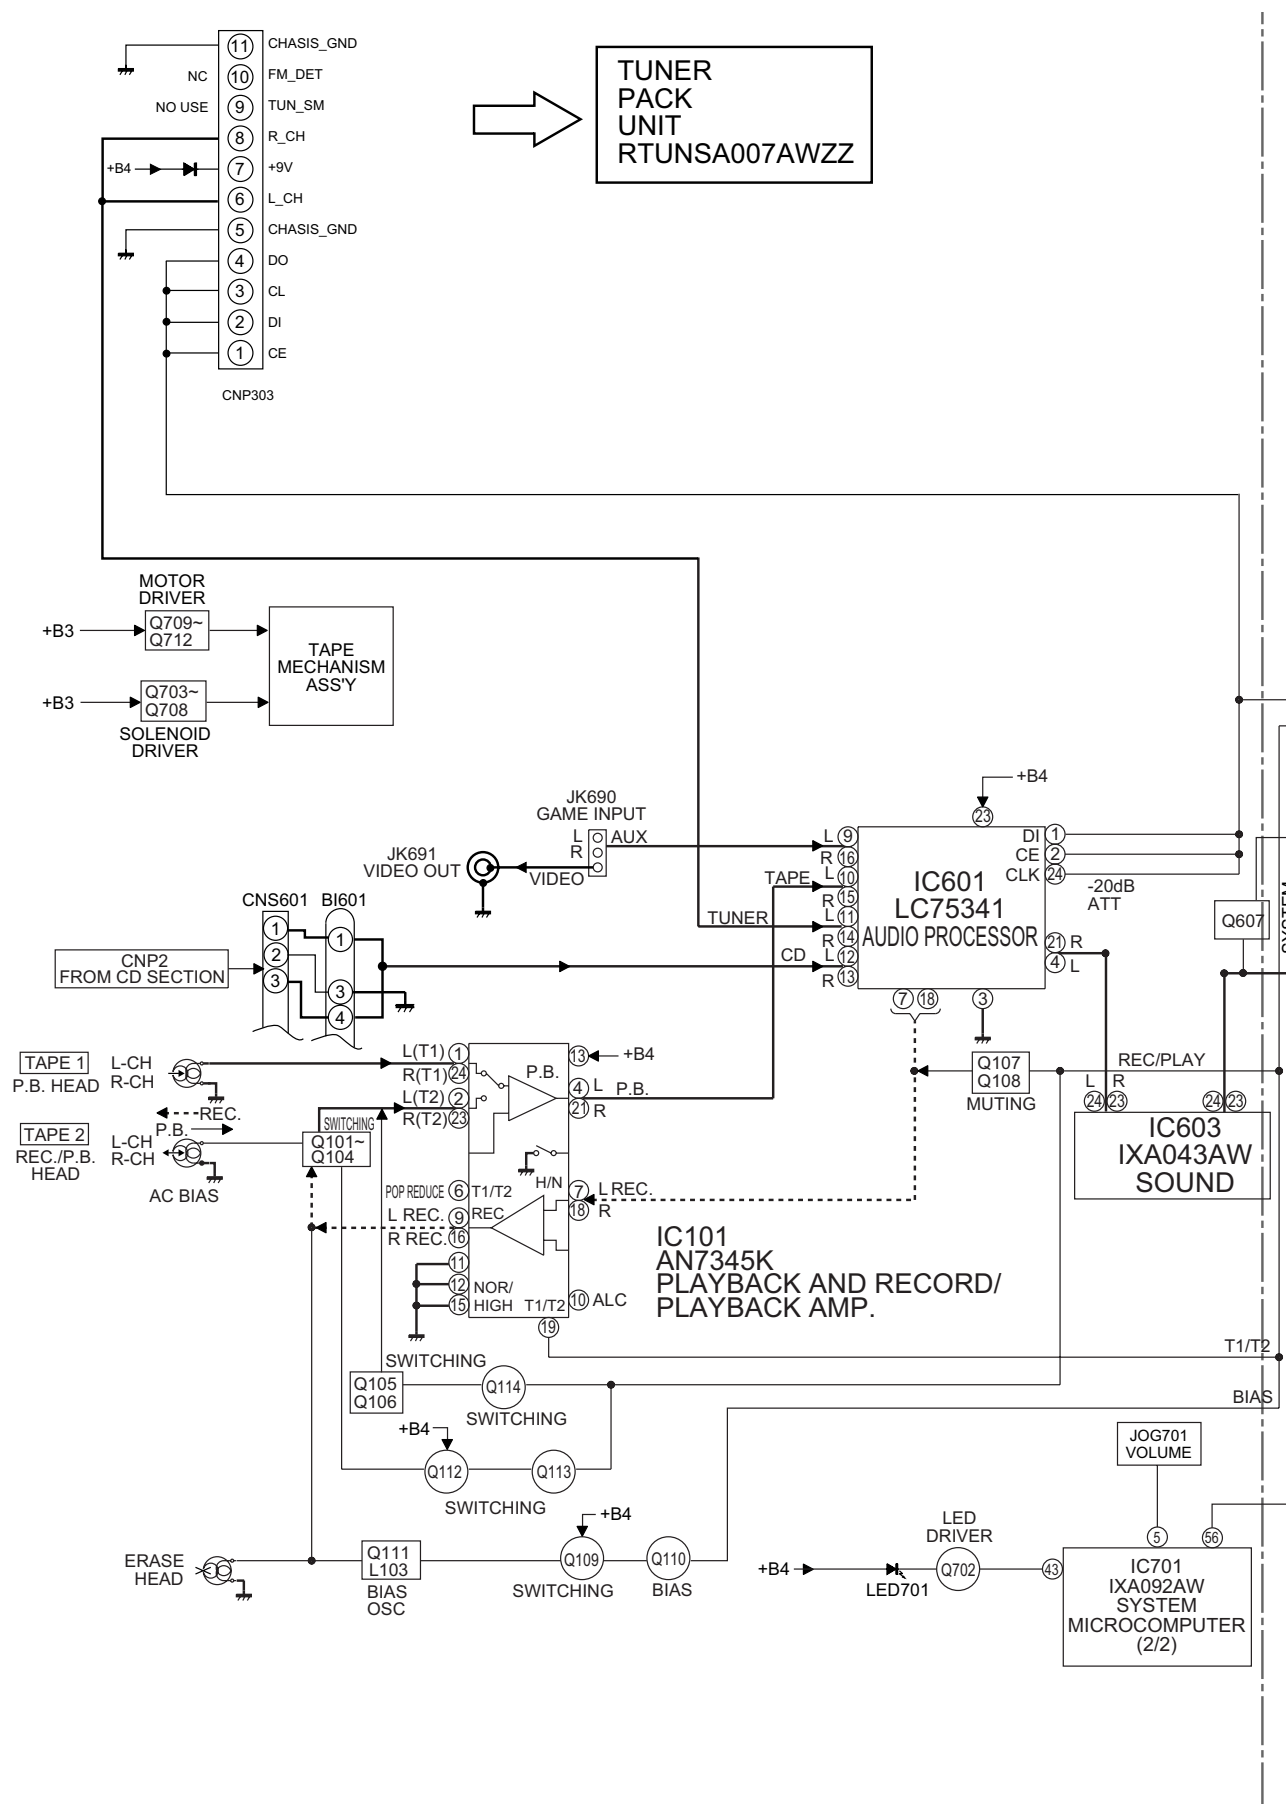 11 CHASIS_GND
NC 10 FM_DET
NO USE 9 TUN_SM
8 R_CH
+B4 7 +9V
6 L_CH
5 CHASIS_GND
4 DO
3 CL
2 DI
1 CE
CNP303
TUNER
PACK
UNIT
RTUNSA007AWZZ
MOTOR
DRIVER
+B3
Q709~
Q712
TAPE
MECHANISM
ASS'Y
+B3
Q703~
Q708
SOLENOID
DRIVER
JK690
GAME INPUT
L
R
AUX
VIDEO
JK691
VIDEO OUT
+B4
23
L 9
R 16
TAPE L 10
R 15
TUNER L 11
R 14
CD L 12
R 13
IC601
LC75341
AUDIO PROCESSOR
DI 1
CE 2
CLK 24
-20dB
ATT
21 R
4 L
7 18
3
Q607
SYSTEM
CNS601 BI601
1
2
3
1
3
4
CNP2
FROM CD SECTION
TAPE 1
P.B. HEAD
L-CH
R-CH
REC.
P.B.
TAPE 2
REC./P.B.
HEAD
L-CH
R-CH
AC BIAS
SWITCHING
Q101~
Q104
L(T1) 1
R(T1) 24
L(T2) 2
R(T2) 23
P.B.
13 +B4
4 L P.B.
21 R
POP REDUCE 6 T1/T2
H/N
7 L REC.
18 R
L REC. 9 REC
R REC. 16
11
12 NOR/
15 HIGH
T1/T2
10 ALC
19
IC101
AN7345K
PLAYBACK AND RECORD/
PLAYBACK AMP.
Q107
Q108
MUTING
REC/PLAY
L R
24 23
24 23
IC603
IXA043AW
SOUND
T1/T2
BIAS
SWITCHING
Q105
Q106
Q114
SWITCHING
+B4
Q112
Q113
SWITCHING
ERASE
HEAD
Q111
L103
BIAS
OSC
+B4
Q109
SWITCHING
Q110
BIAS
JOG701
VOLUME
5
56
LED
DRIVER
+B4
LED701
Q702
43
IC701
IXA092AW
SYSTEM
MICROCOMPUTER
(2/2)